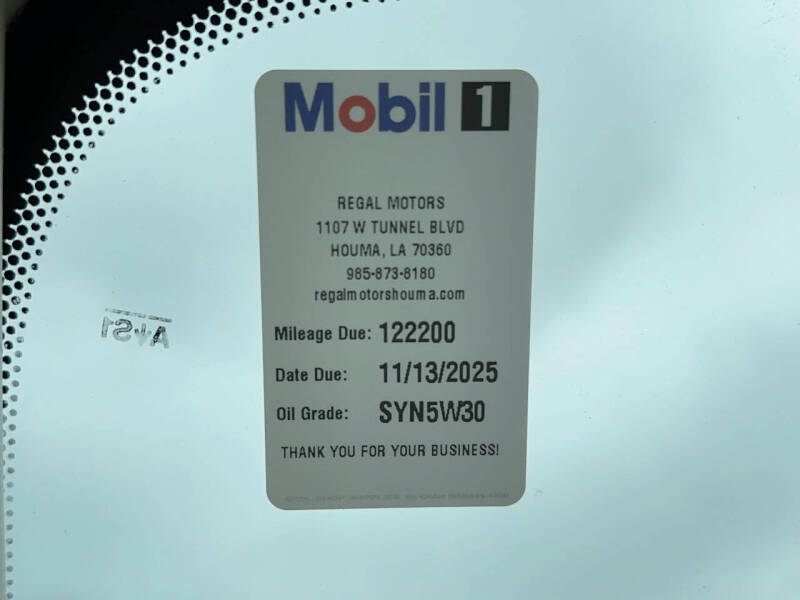 Mobil 1
REGAL MOTORS
1107 W TUNNEL BLVD
HOUMA, LA 70360
985-873-8180
regalmotorshouma.com
Mileage Due: 122200
Date Due: 11/13/2025
Oil Grade: SYN5W30
THANK YOU FOR YOUR BUSINESS!